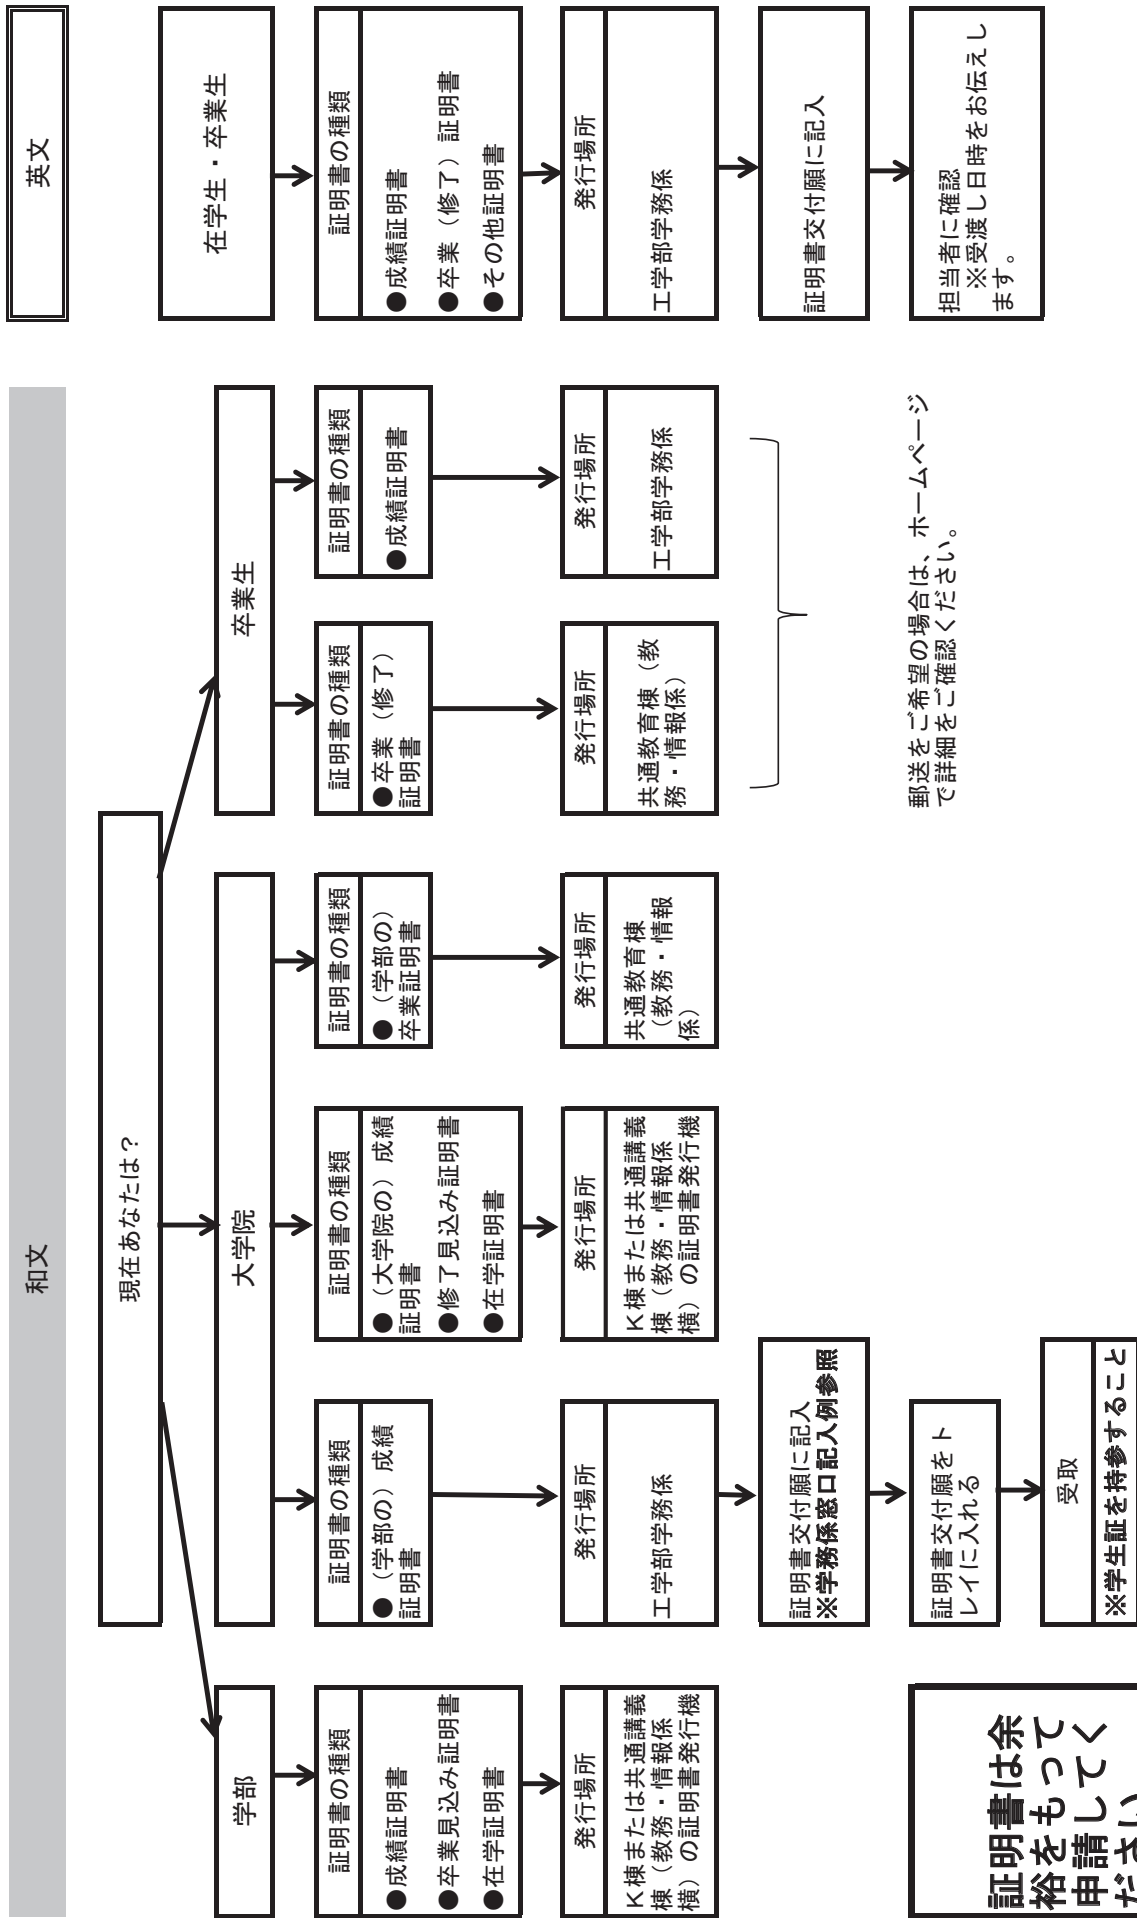 和文
英文
現在あなたは？
学部
大学院
卒業生
在学生・卒業生
証明書の種類
●成績証明書
●卒業見込み証明書
●在学証明書
発行場所
Ｋ棟または共通講義
棟（教務・情報係
横）の証明書発行機
証明書の種類
●（学部の）成績
証明書
発行場所
工学部学務係
証明書交付願に記入
※学務係窓口記入例参照
証明書交付願をト
レイに入れる
受取
※学生証を持参すること
証明書の種類
●（大学院の）成績
証明書
●修了見込み証明書
●在学証明書
発行場所
Ｋ棟または共通講義
棟（教務・情報係
横）の証明書発行機
証明書の種類
●（学部の）
卒業証明書
発行場所
共通教育棟
（教務・情報
係）
証明書の種類
●卒業（修了）
証明書
発行場所
共通教育棟（教
務・情報係）
証明書の種類
●成績証明書
発行場所
工学部学務係
郵送をご希望の場合は、ホームページ
で詳細をご確認ください。
証明書の種類
●成績証明書
●卒業（修了）証明書
●その他証明書
発行場所
工学部学務係
証明書交付願に記入
担当者に確認
※受渡し日時をお伝えし
ます。
証明書は余
裕をもって
申請してく
ださい